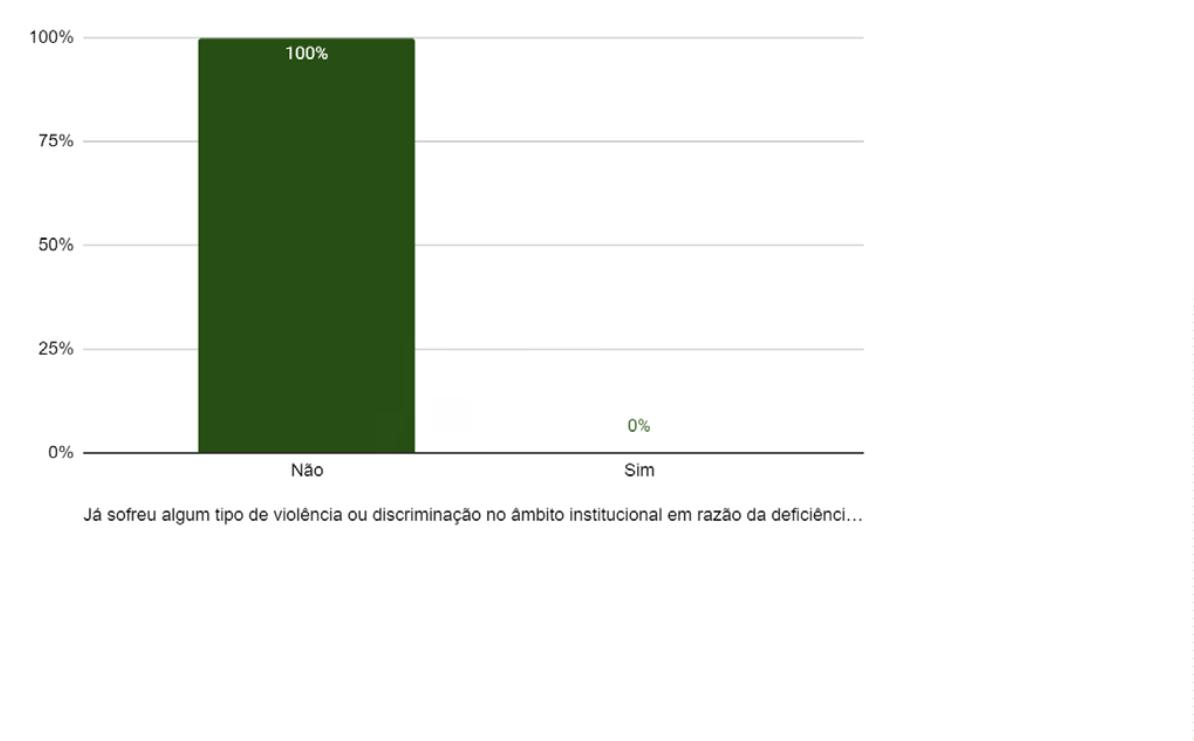 100%
100%
75%
50%
25%
0%
0%
Não
Sim
Já sofreu algum tipo de violência ou discriminação no âmbito institucional em razão da deficiênci…